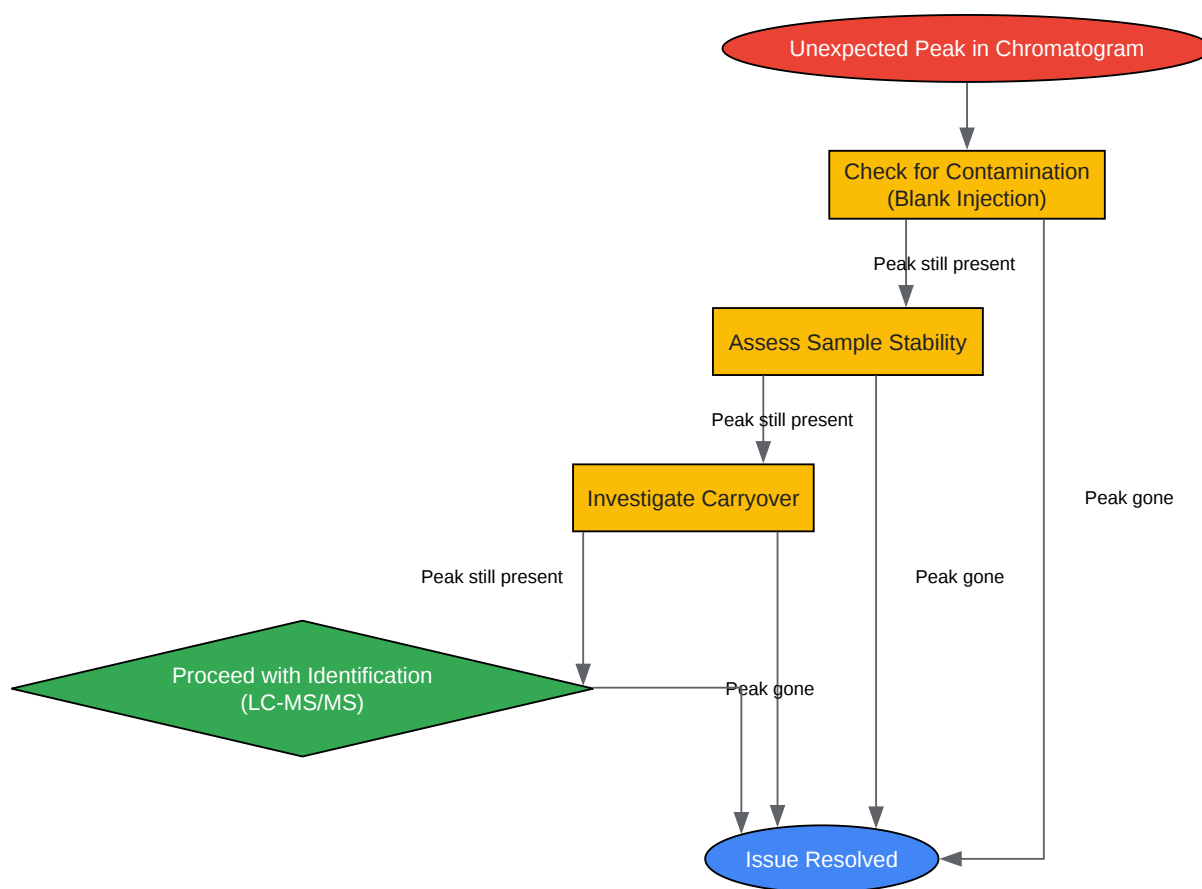 Unexpected Peak in Chromatogram
Check for Contamination
(Blank Injection)
Peak still present
Assess Sample Stability
Peak still present
Investigate Carryover
Peak gone
Peak still present
Peak gone
Proceed with Identification
(LC-MS/MS)
Peak gone
Issue Resolved